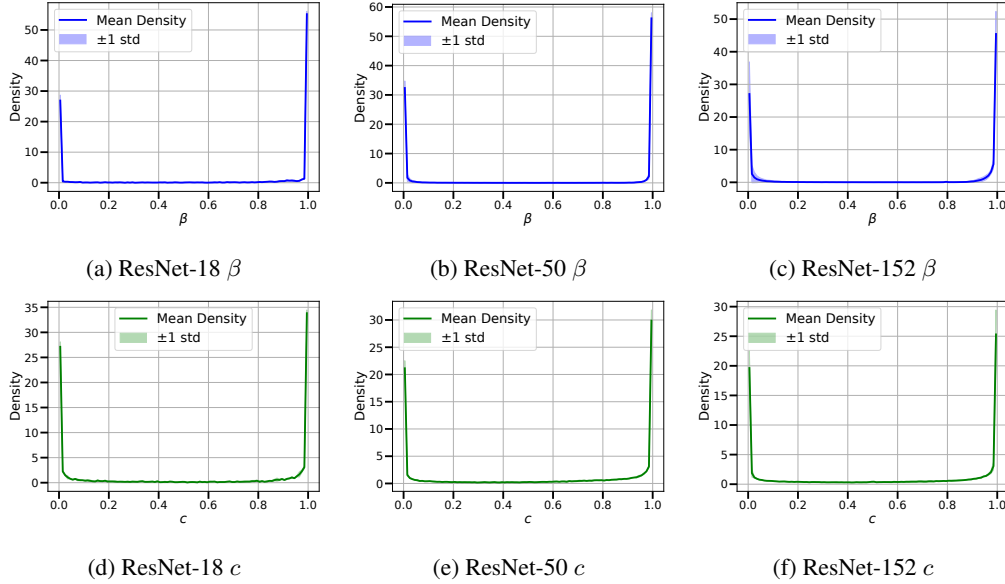 Mean Density
±1 std
Density
50
40
30
20
10
0
0.0 0.2 0.4 0.6 0.8 1.0
β
(a) ResNet-18 β
Mean Density
±1 std
Density
60
50
40
30
20
10
0
0.0 0.2 0.4 0.6 0.8 1.0
β
(b) ResNet-50 β
Mean Density
±1 std
Density
50
40
30
20
10
0
0.0 0.2 0.4 0.6 0.8 1.0
β
(c) ResNet-152 β
Mean Density
±1 std
Density
35
30
25
20
15
10
5
0
0.0 0.2 0.4 0.6 0.8 1.0
c
(d) ResNet-18 c
Mean Density
±1 std
Density
30
25
20
15
10
5
0
0.0 0.2 0.4 0.6 0.8 1.0
c
(e) ResNet-50 c
Mean Density
±1 std
Density
30
25
20
15
10
5
0
0.0 0.2 0.4 0.6 0.8 1.0
c
(f) ResNet-152 c